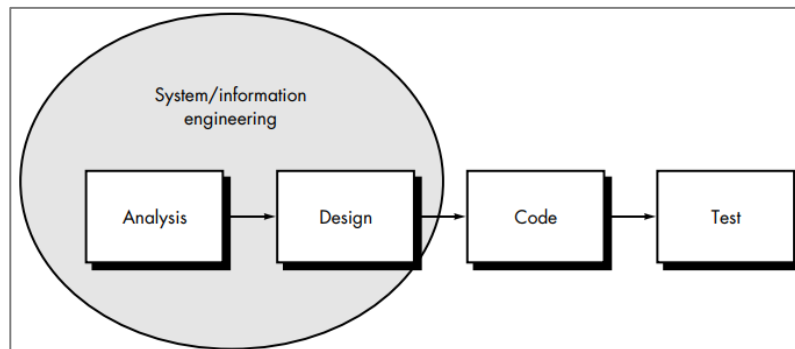 System/information
engineering
Analysis
Design
Code
Test